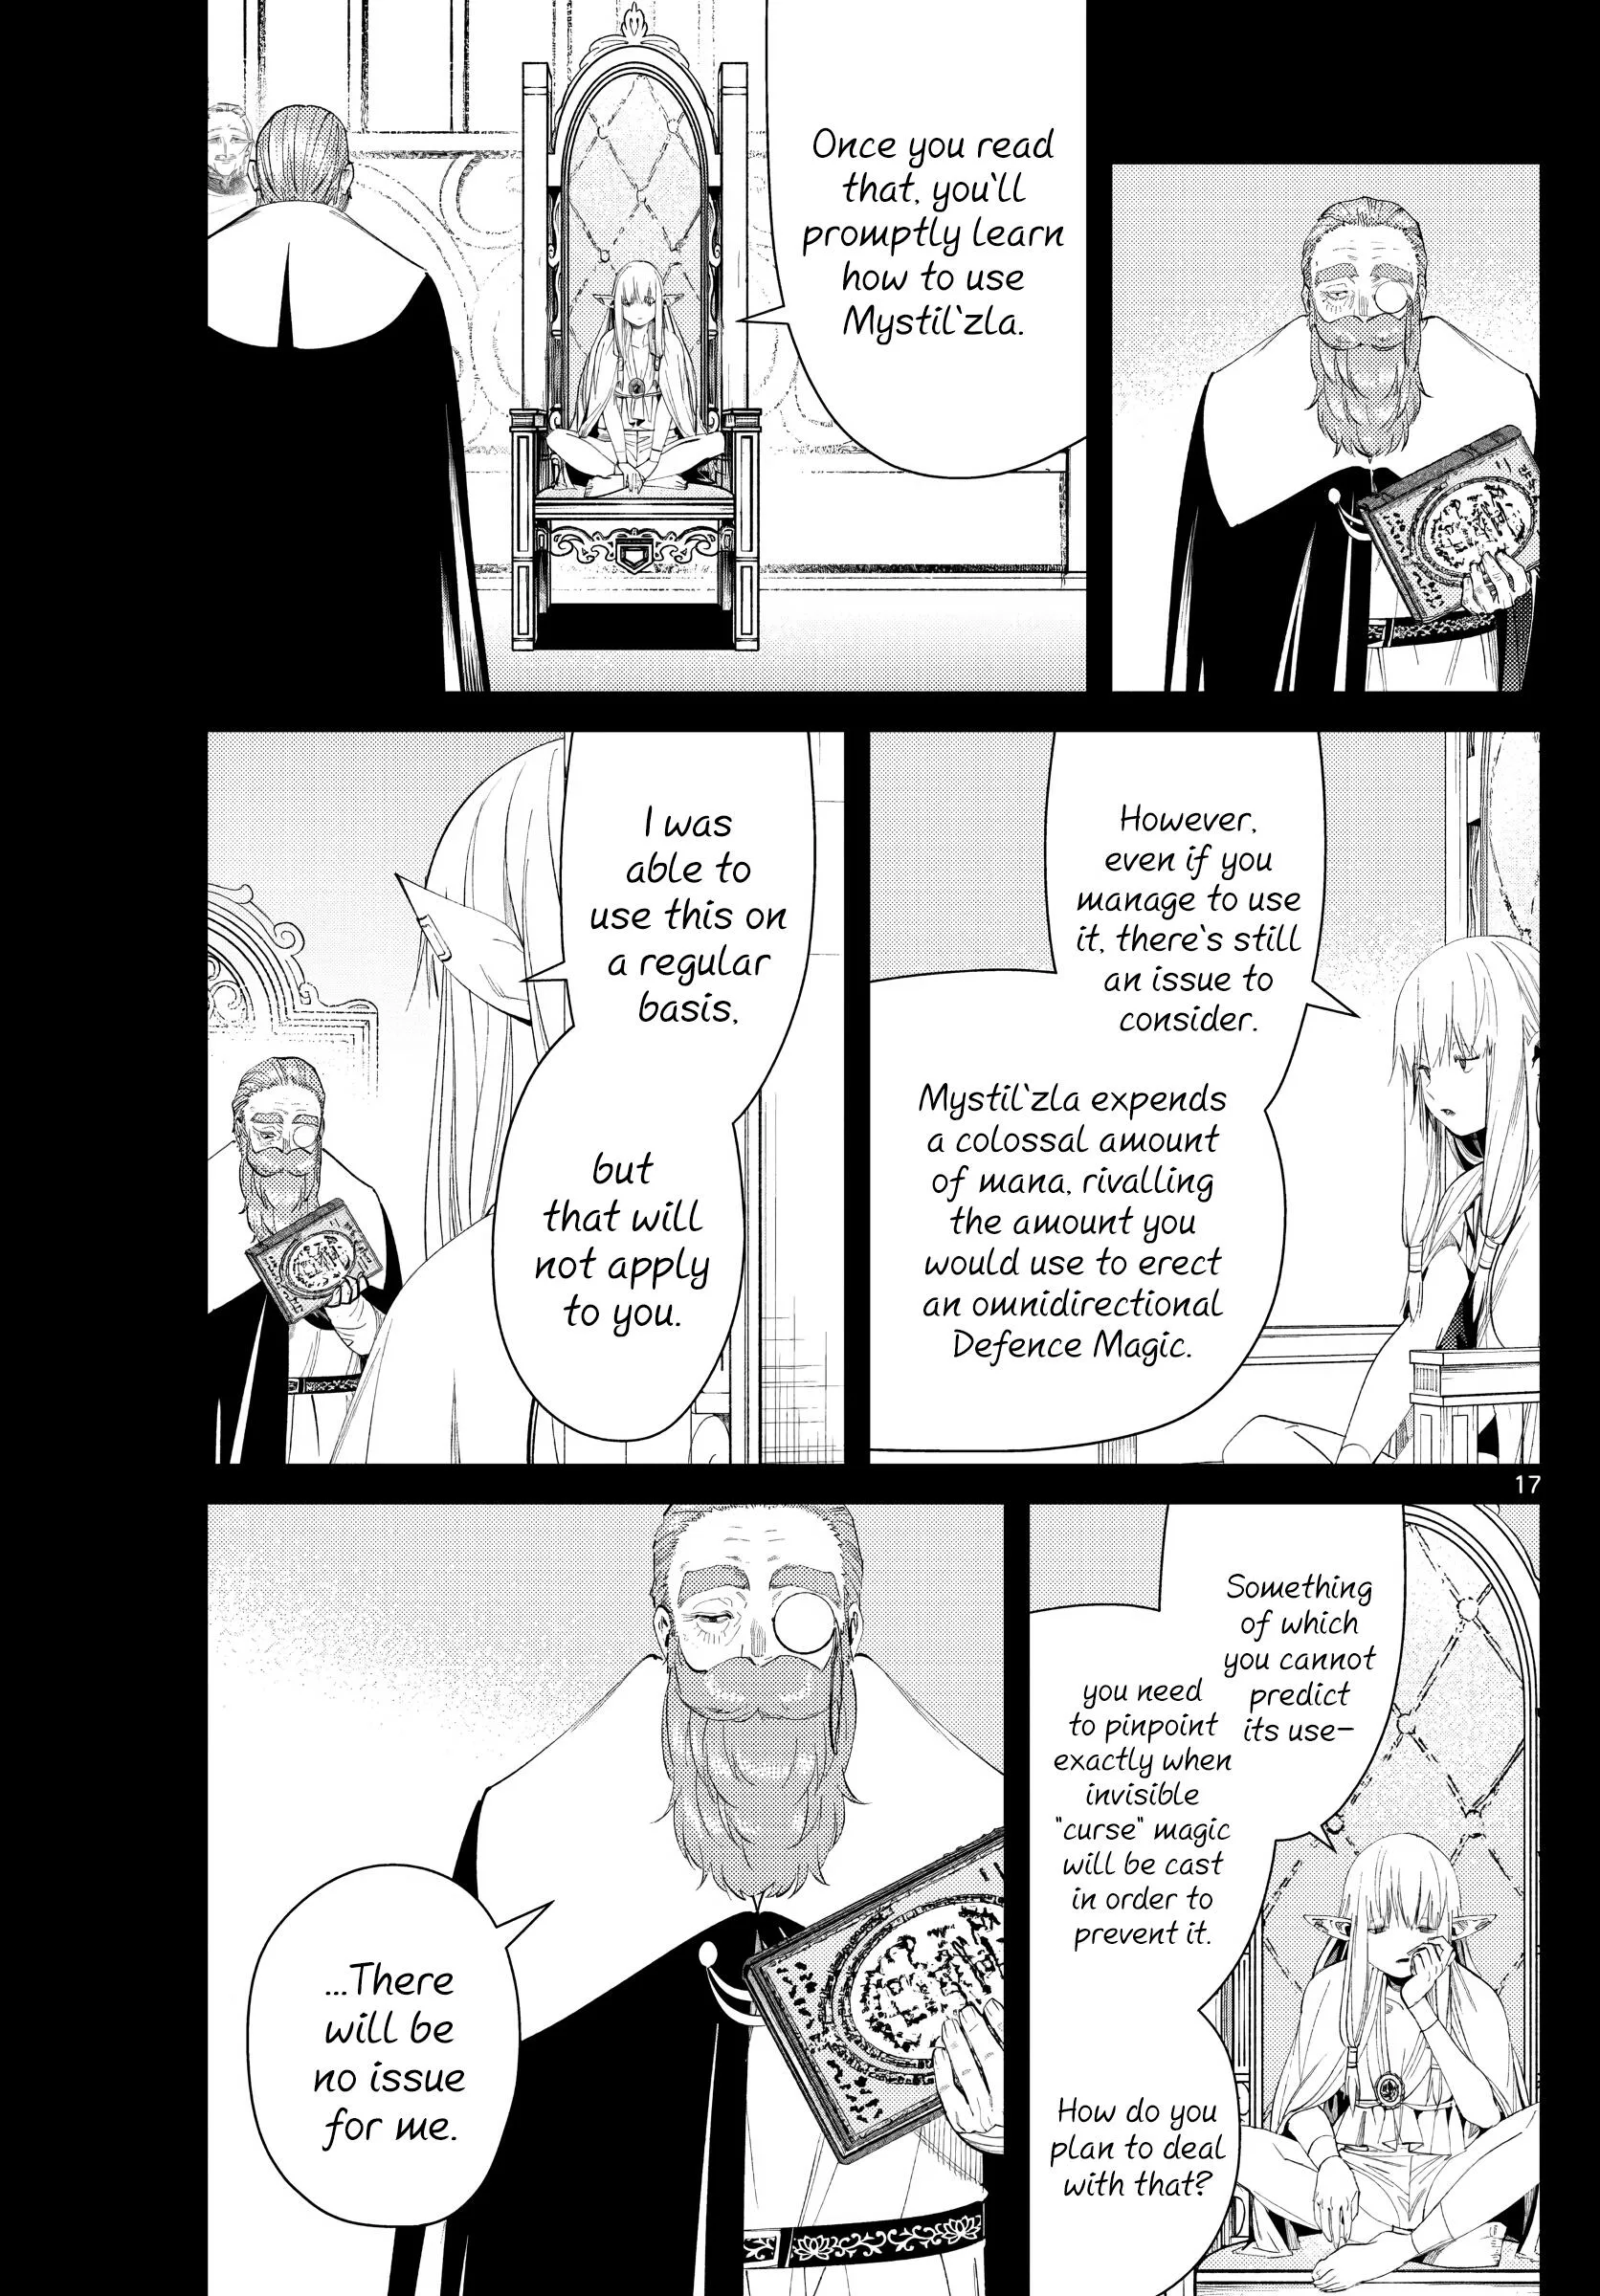 Once you read
that, you'll
promptly learn
how to use
Mystil'zla.
However,
even if you
manage to use
it, there's still
an issue to
consider.
Mystil'zla expends
a colossal amount
of mana, rivalling
the amount you
would use to erect
an omnidirectional
Defence Magic.
I was
able to
use this on
a regular
basis,
but
that will
not apply
to you.
17
Something
of which
you cannot
predict
its use—
you need
to pinpoint
exactly when
invisible
"curse" magic
will be cast
in order to
prevent it.
How do you
plan to deal
with that?
...There
will be
no issue
for me.